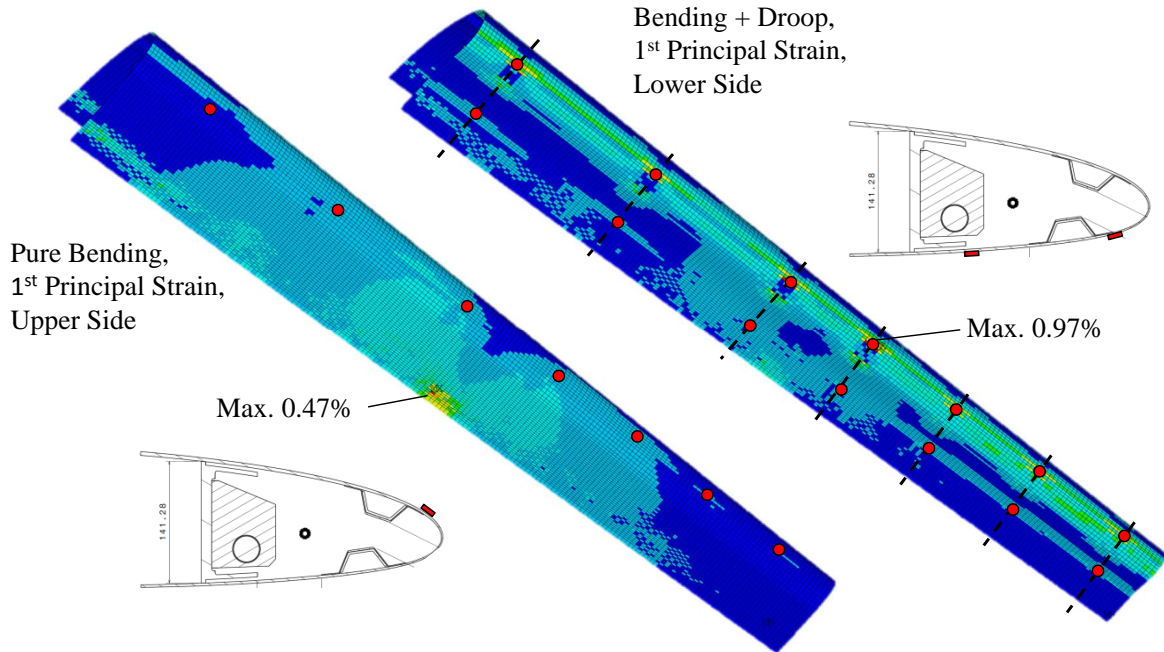 Bending + Droop,
1st Principal Strain,
Lower Side
141.28
Pure Bending,
1st Principal Strain,
Upper Side
Max. 0.97%
Max. 0.47%
141.28